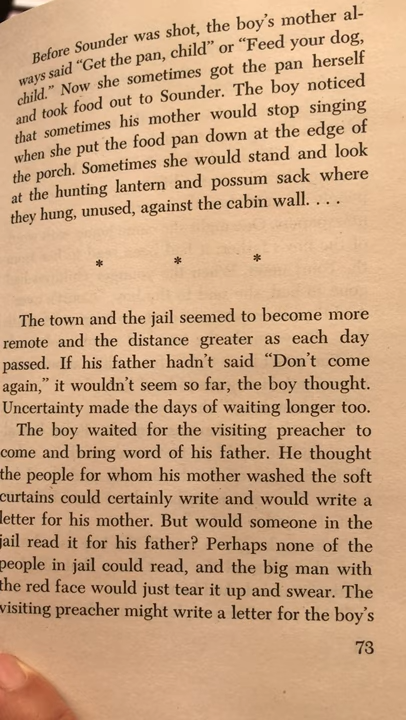 Before Sounder was shot, the boy's mother al-
ways said "Get the pan, child" or "Feed your dog,
child." Now she sometimes got the pan herself
and took food out to Sounder. The boy noticed
that sometimes his mother would stop singing
when she put the food pan down at the edge of
the porch. Sometimes she would stand and look
at the hunting lantern and possum sack where
they hung, unused, against the cabin wall. . . .
* * *
The town and the jail seemed to become more
remote and the distance greater as each day
passed. If his father hadn't said "Don't come
again," it wouldn't seem so far, the boy thought.
Uncertainty made the days of waiting longer too.
The boy waited for the visiting preacher to
come and bring word of his father. He thought
the people for whom his mother washed the soft
curtains could certainly write and would write a
letter for his mother. But would someone in the
jail read it for his father? Perhaps none of the
people in jail could read, and the big man with
the red face would just tear it up and swear. The
visiting preacher might write a letter for the boy's
73